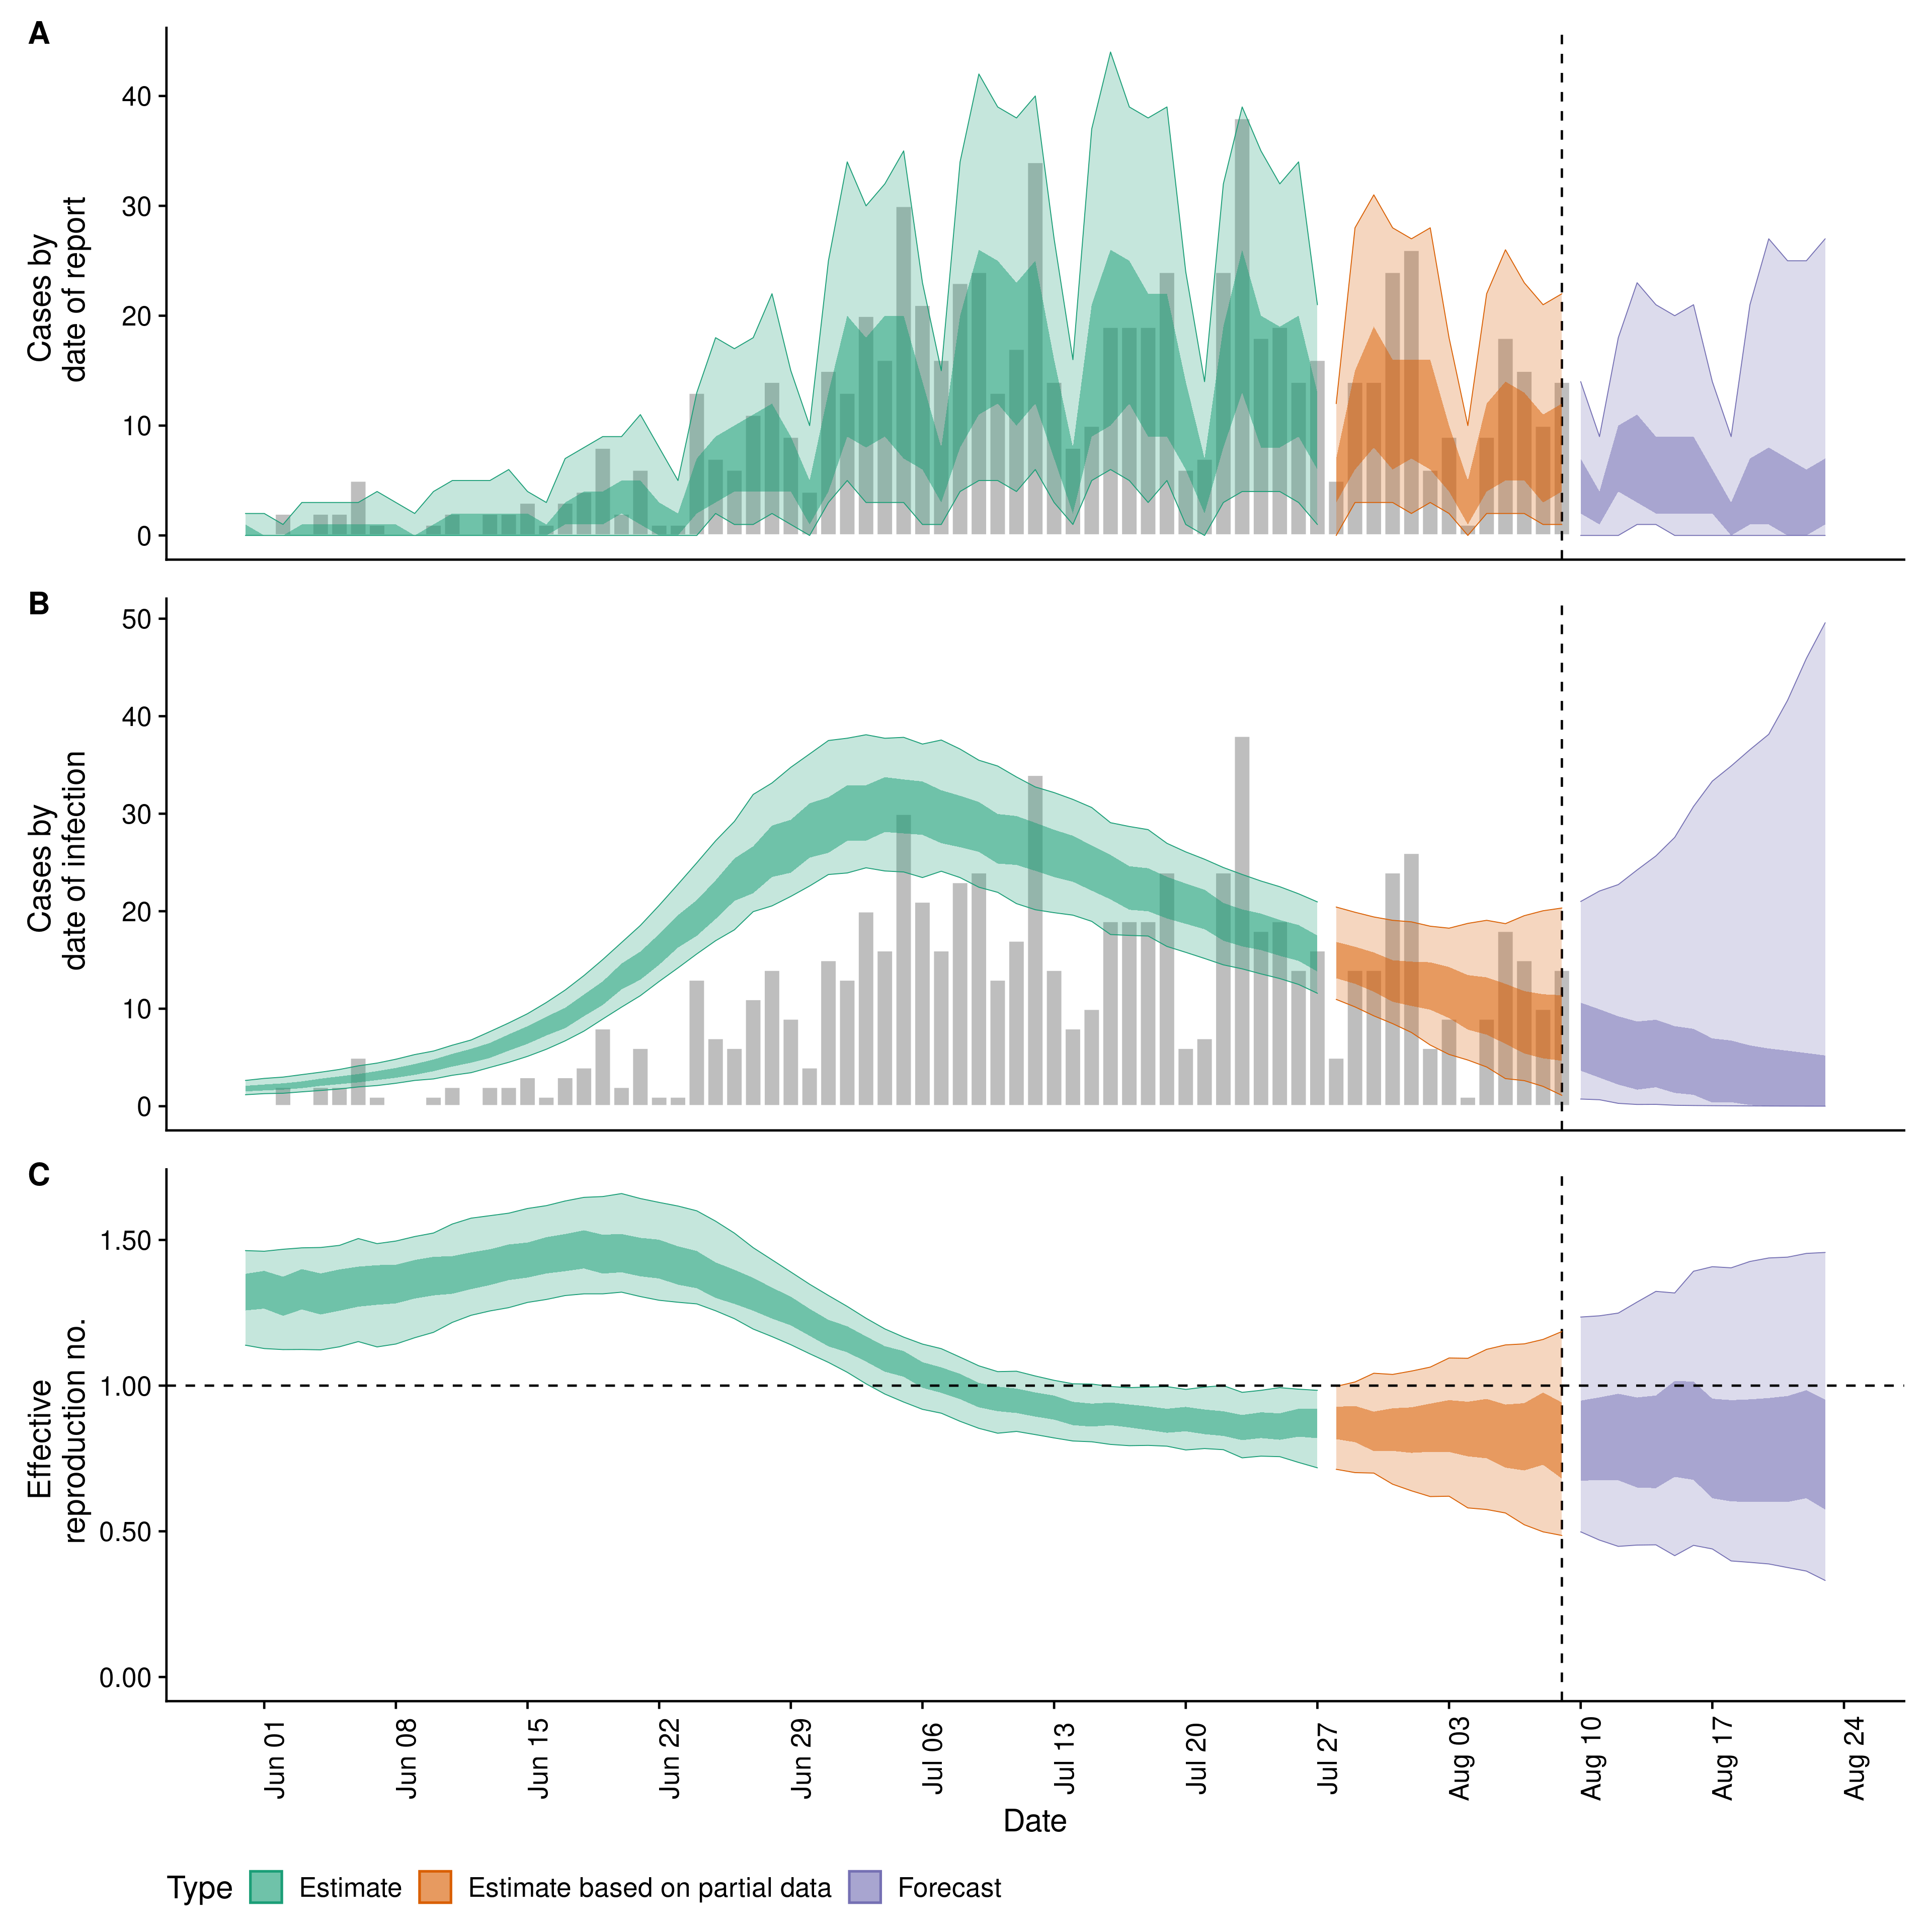 A
40
30
20
10
0
Cases by
date of report
B
50
40
30
20
10
0
Cases by
date of infection
C
1.50
1.00
0.50
0.00
Effective
reproduction no.
Jun 01
Jun 08
Jun 15
Jun 22
Jun 29
Jul 06
Jul 13
Jul 20
Jul 27
Aug 03
Aug 10
Aug 17
Aug 24
Date
Type Estimate Estimate based on partial data Forecast